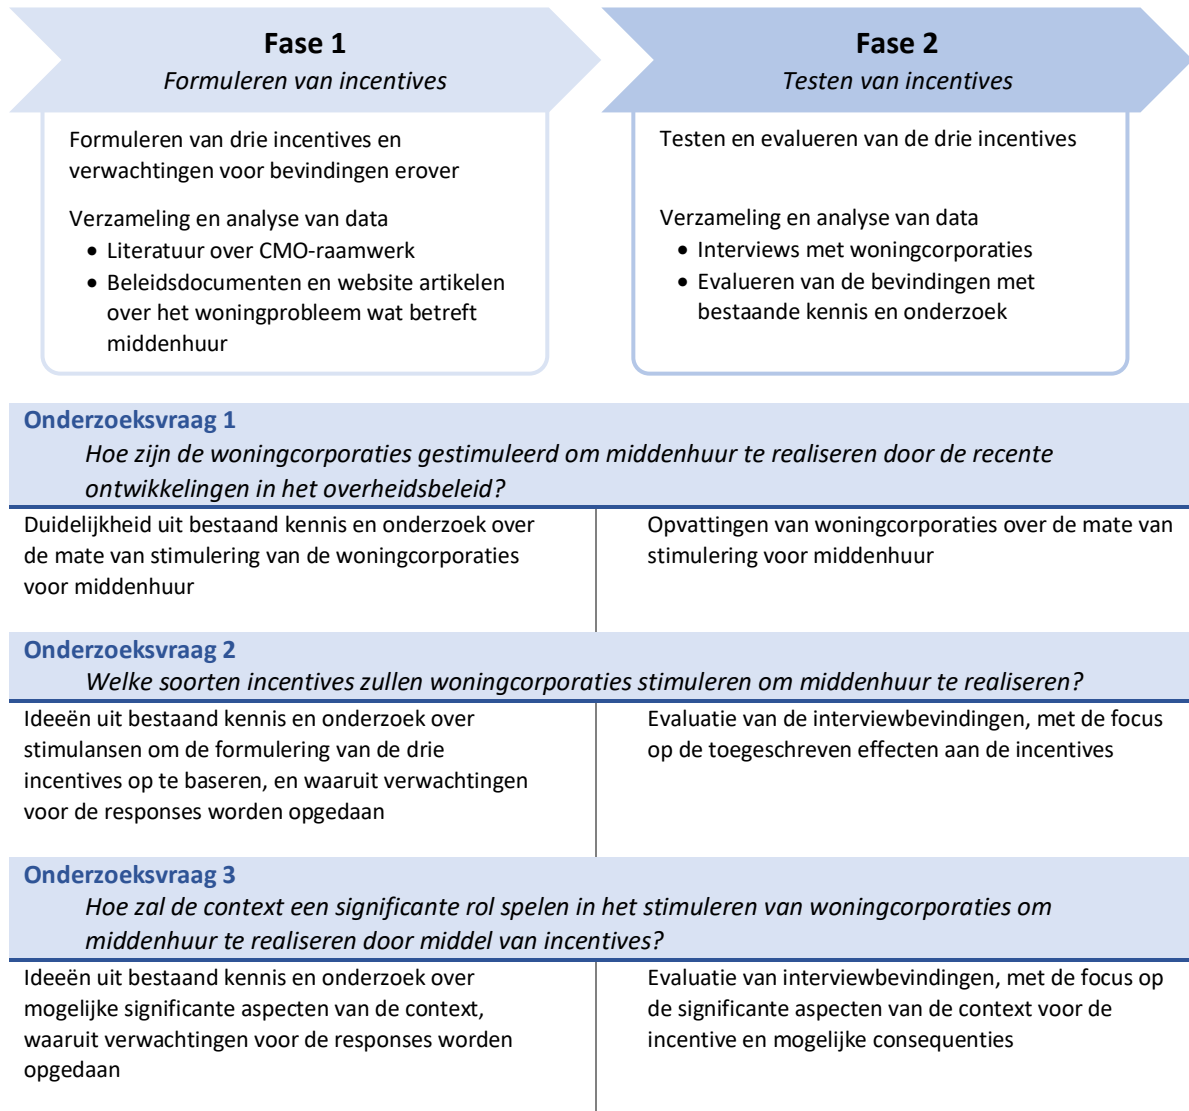 Fase 1
Formuleren van incentives
Formuleren van drie incentives en
verwachtingen voor bevindingen erover
Verzameling en analyse van data
• Literatuur over CMO-raamwerk
• Beleidsdocumenten en website artikelen
over het woningprobleem wat betreft
middenhuur
Fase 2
Testen van incentives
Testen en evalueren van de drie incentives
Verzameling en analyse van data
• Interviews met woningcorporaties
• Evalueren van de bevindingen met
bestaande kennis en onderzoek
Onderzoeksvraag 1
Hoe zijn de woningcorporaties gestimuleerd om middenhuur te realiseren door de recente
ontwikkelingen in het overheidsbeleid?
Duidelijkheid uit bestaand kennis en onderzoek over
de mate van stimulering van de woningcorporaties
voor middenhuur
Opvattingen van woningcorporaties over de mate van
stimulering voor middenhuur
Onderzoeksvraag 2
Welke soorten incentives zullen woningcorporaties stimuleren om middenhuur te realiseren?
Ideeën uit bestaand kennis en onderzoek over
stimulansen om de formulering van de drie
incentives op te baseren, en waaruit verwachtingen
voor de responses worden opgedaan
Evaluatie van de interviewbevindingen, met de focus
op de toegeschreven effecten aan de incentives
Onderzoeksvraag 3
Hoe zal de context een significante rol spelen in het stimuleren van woningcorporaties om
middenhuur te realiseren door middel van incentives?
Ideeën uit bestaand kennis en onderzoek over
mogelijke significante aspecten van de context,
waaruit verwachtingen voor de responses worden
opgedaan
Evaluatie van interviewbevindingen, met de focus op
de significante aspecten van de context voor de
incentive en mogelijke consequenties